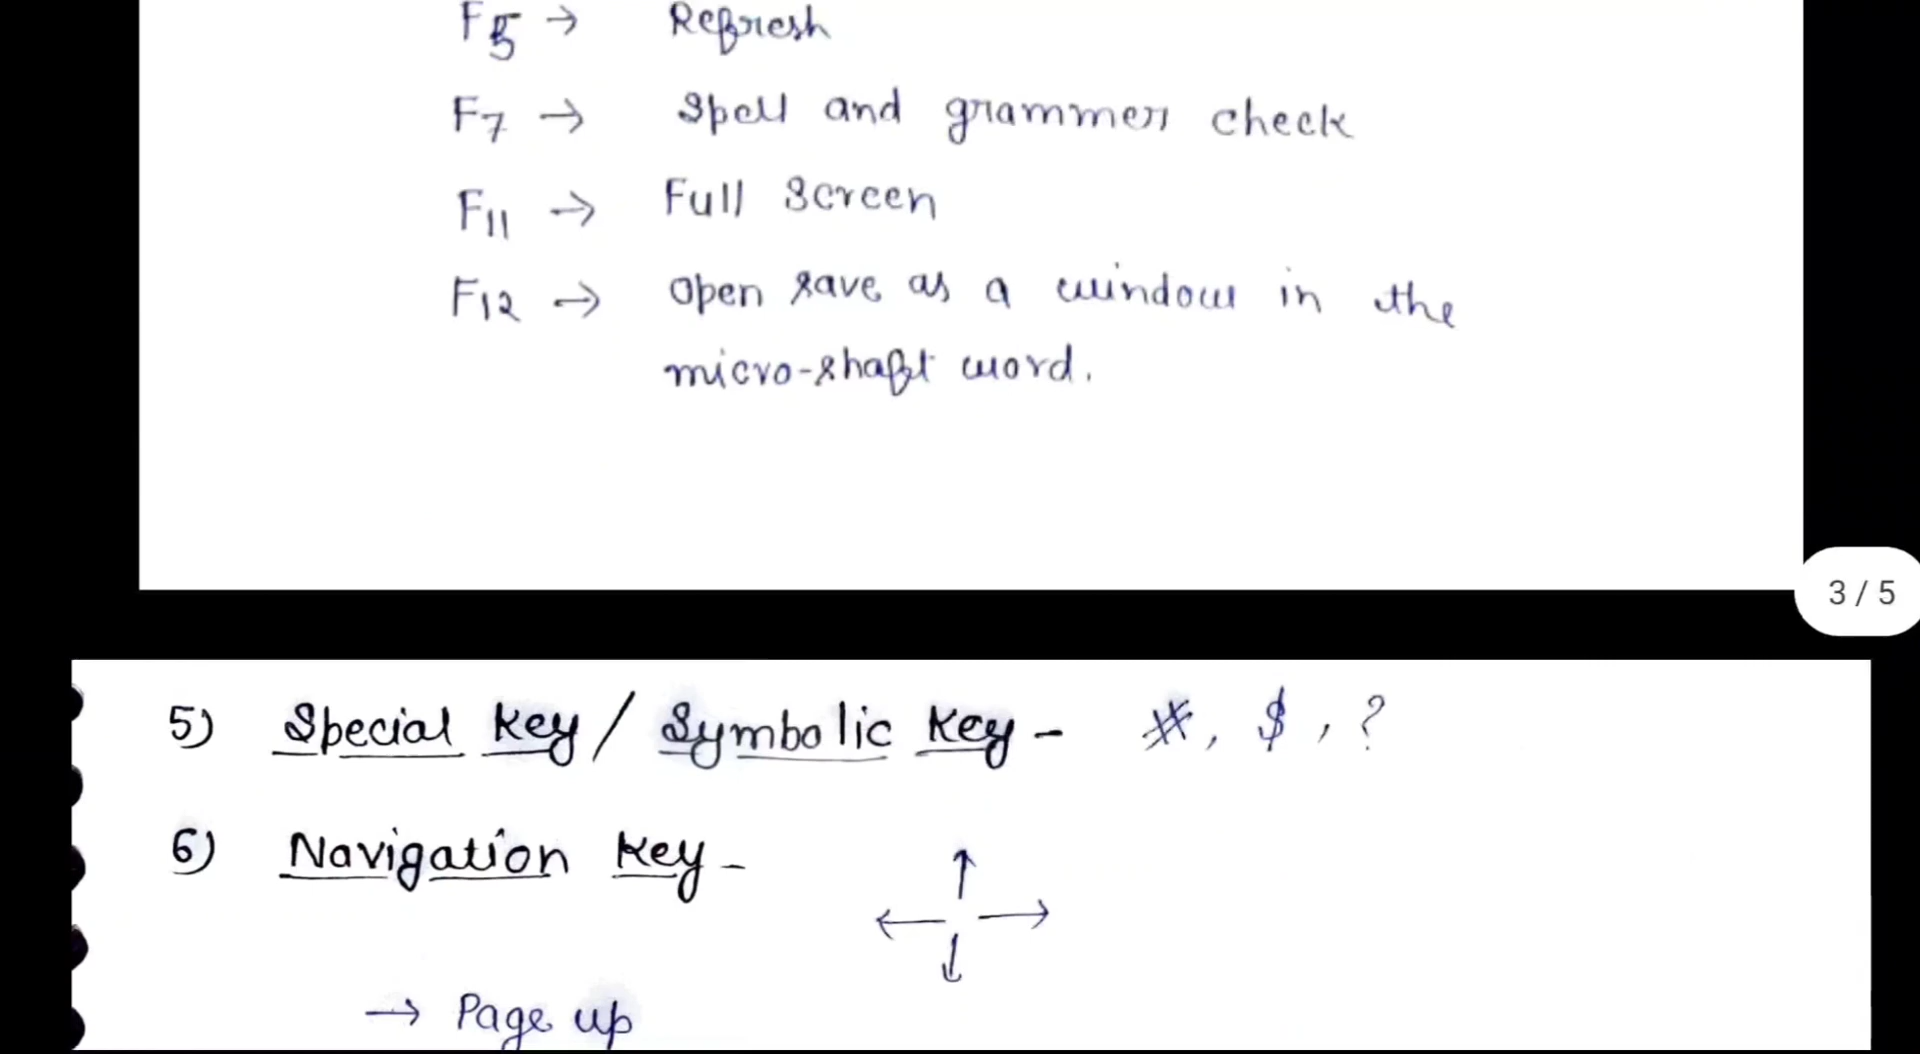 F5 → Refresh
F7 → Spell and grammer check
F11 → Full Screen
F12 → Open save as a window in the
micro-shaft word.
3 / 5
5) Special key / Symbolic key - *, $, ?
6) Navigation key -
↑
← →
↓
→ Page up